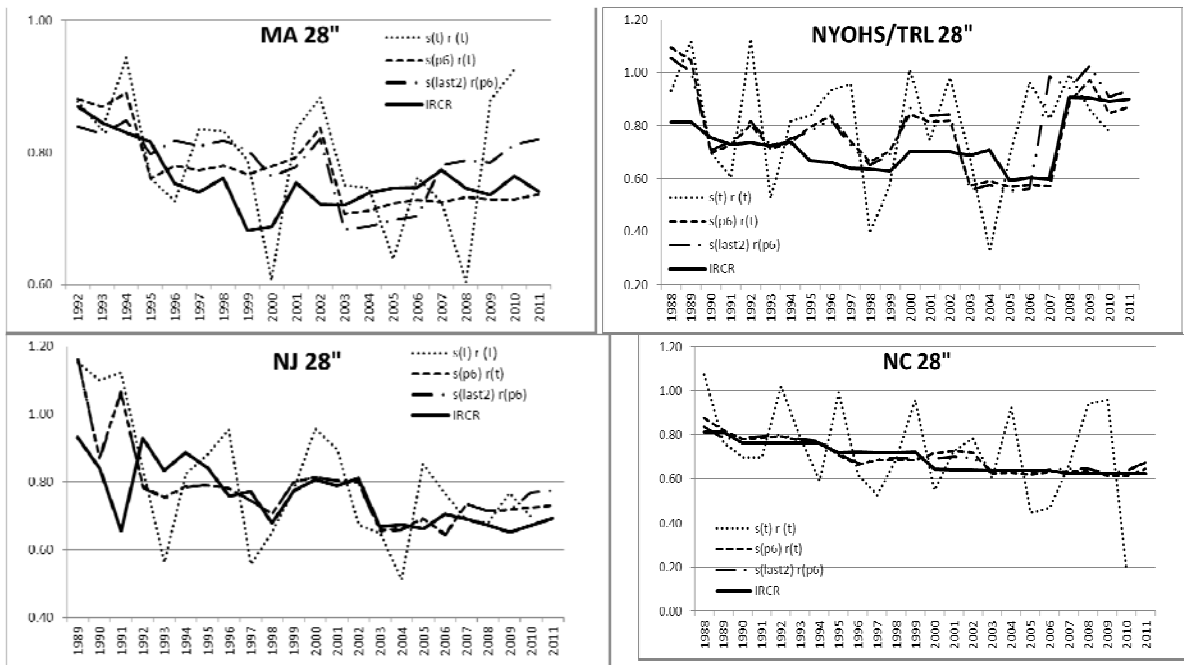 MA 28"
1.00
0.80
0.60
s(t) r (t)
s(p6) r(t)
s(last2) r(p6)
IRCR
1992 1993 1994 1995 1996 1997 1998 1999 2000 2001 2002 2003 2004 2005 2006 2007 2008 2009 2010 2011
NYOHS/TRL 28"
1.20
1.00
0.80
0.60
0.40
0.20
s(t) r (t)
s(p6) r(t)
s(last2) r(p6)
IRCR
1988 1989 1990 1991 1992 1993 1994 1995 1996 1997 1998 1999 2000 2001 2002 2003 2004 2005 2006 2007 2008 2009 2010 2011
NJ 28"
1.20
1.00
0.80
0.60
0.40
s(t) r (t)
s(p6) r(t)
s(last2) r(p6)
IRCR
1989 1990 1991 1992 1993 1994 1995 1996 1997 1998 1999 2000 2001 2002 2003 2004 2005 2006 2007 2008 2009 2010 2011
NC 28"
1.20
1.00
0.80
0.60
0.40
0.20
0.00
s(t) r (t)
s(p6) r(t)
s(last2) r(p6)
IRCR
1988 1989 1990 1991 1992 1993 1994 1995 1996 1997 1998 1999 2000 2001 2002 2003 2004 2005 2006 2007 2008 2009 2010 2011